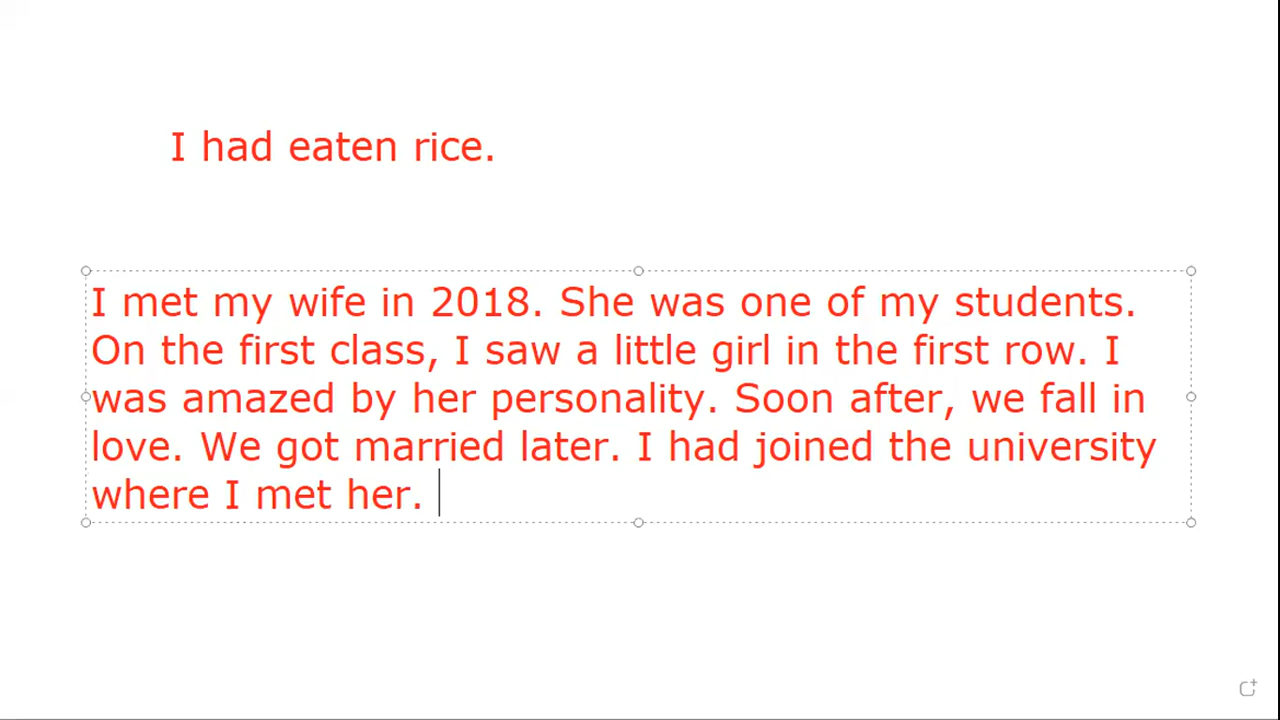 I had eaten rice.
I met my wife in 2018. She was one of my students.
On the first class, I saw a little girl in the first row. I
was amazed by her personality. Soon after, we fall in
love. We got married later. I had joined the university
where I met her.